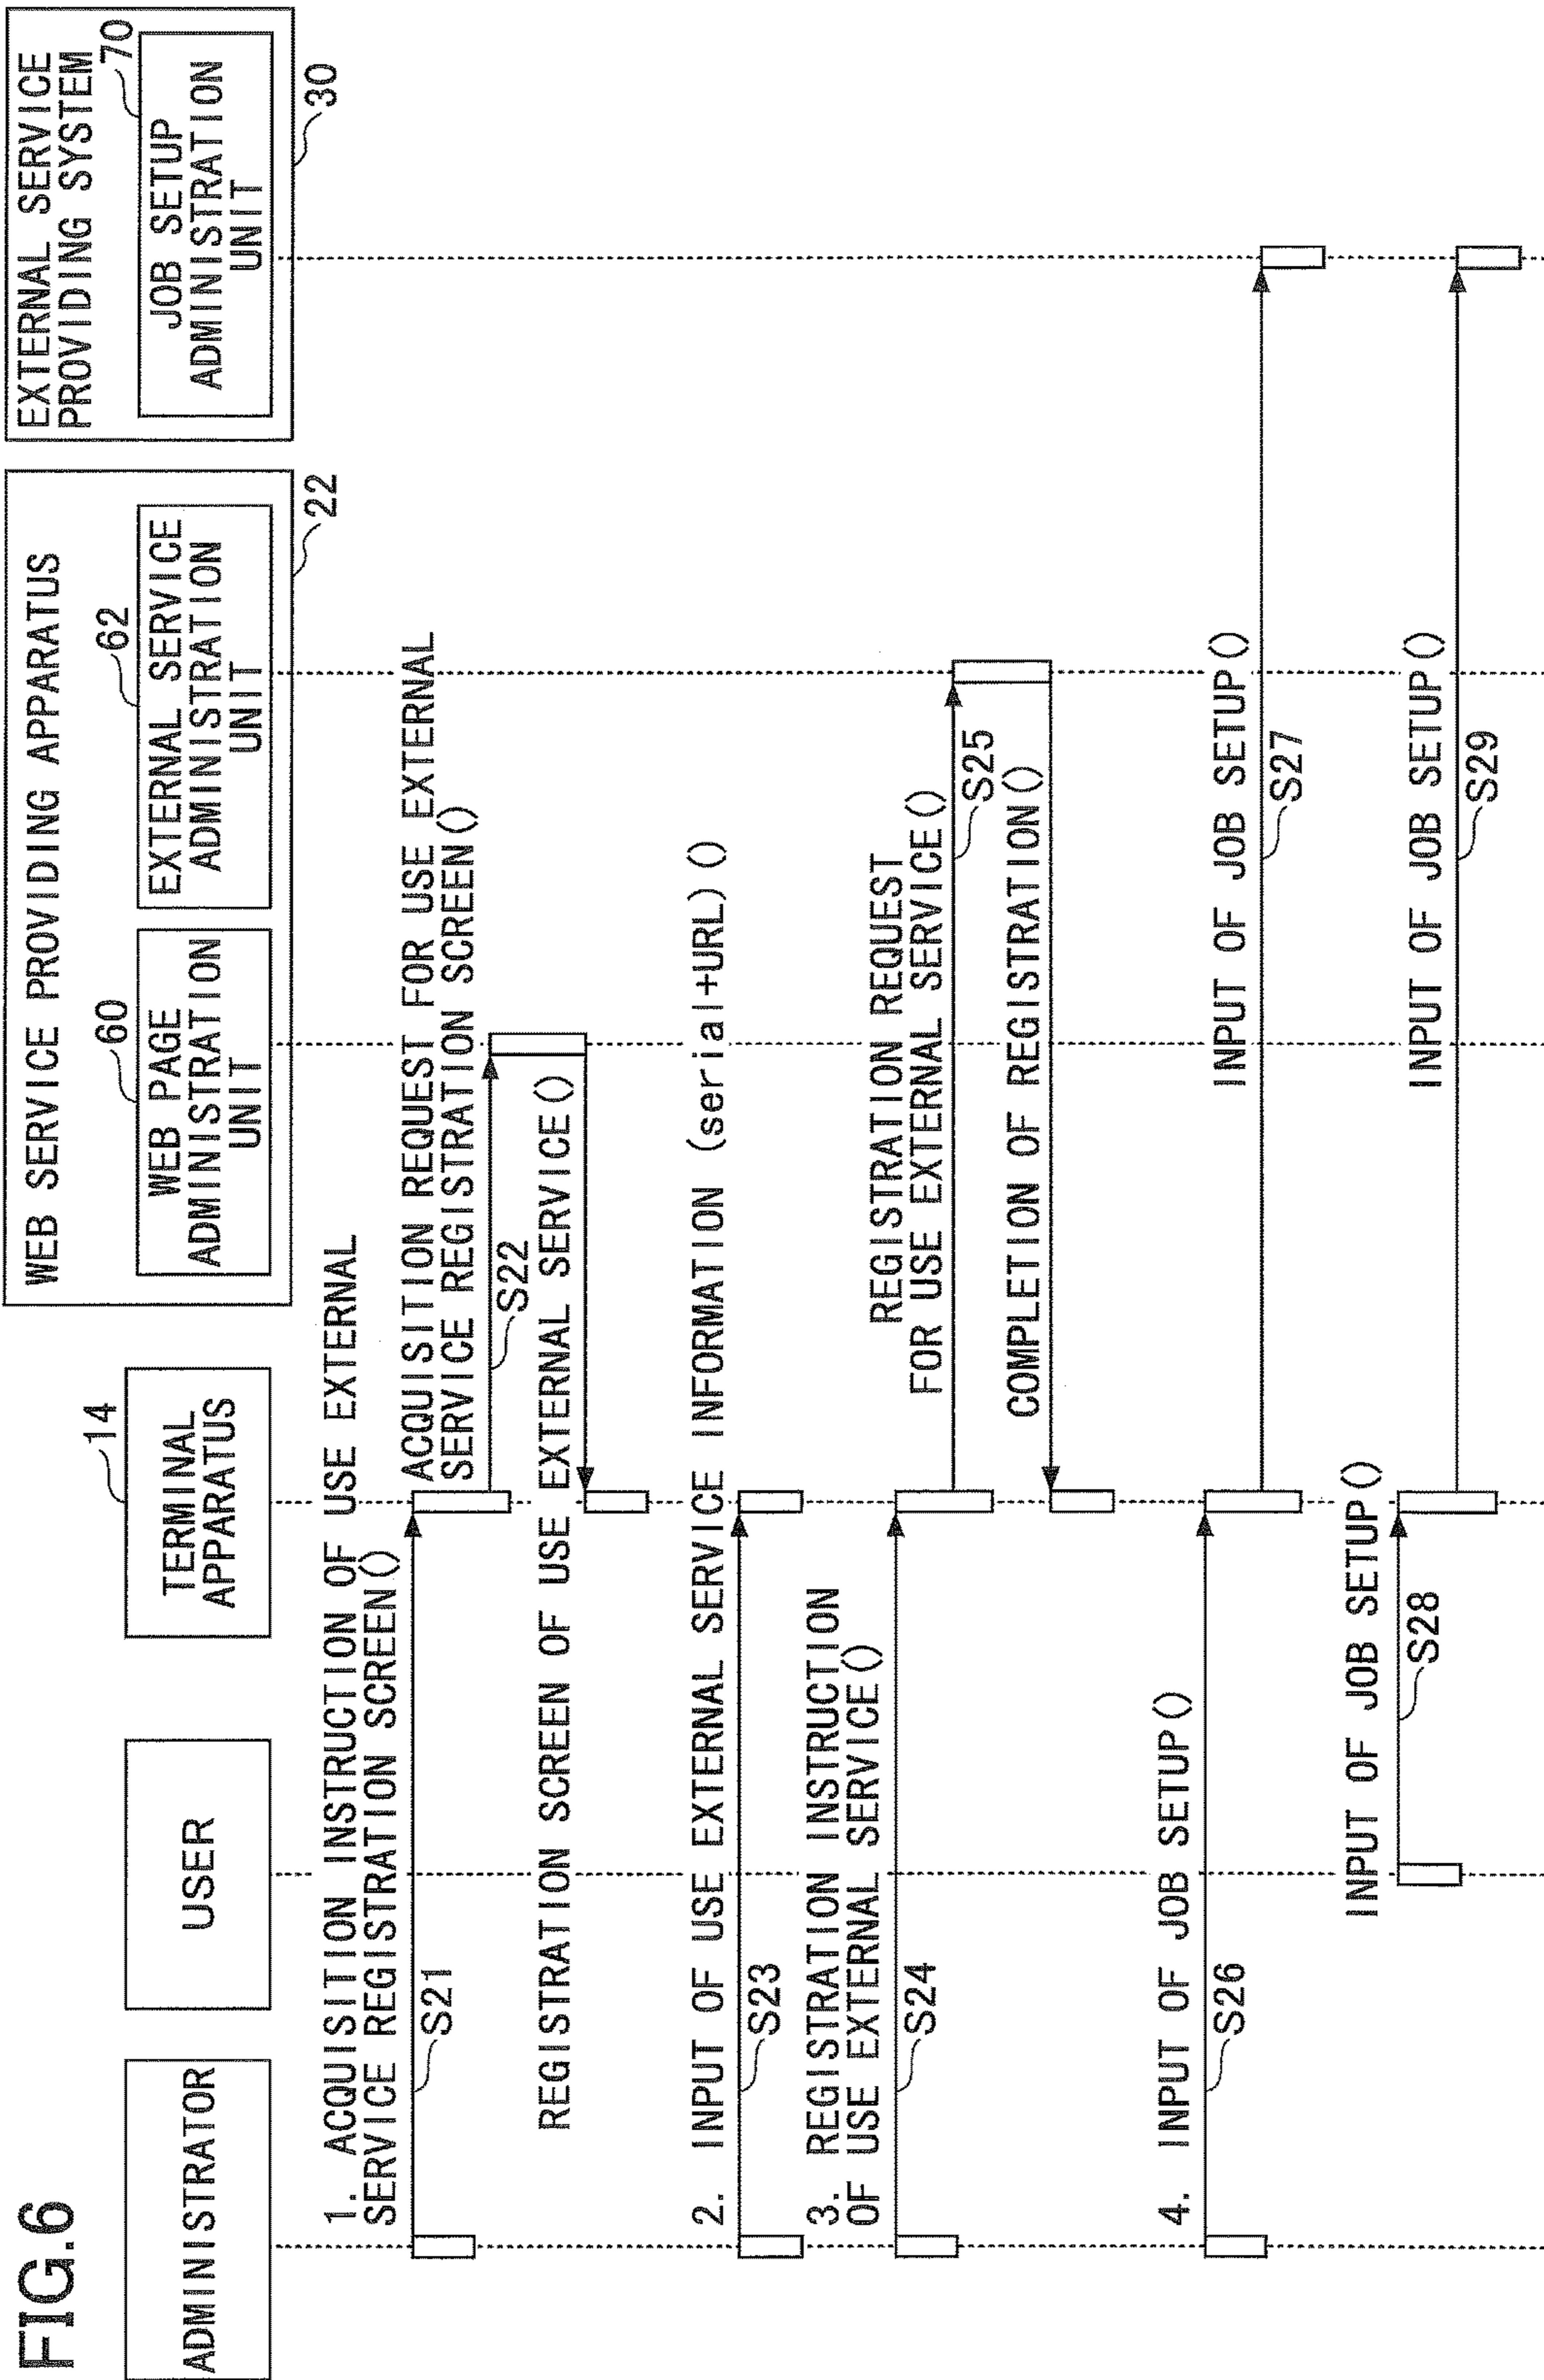 FIG.6
ADMINISTRATOR
USER
14
TERMINAL
APPARATUS
WEB SERVICE PROVIDING APPARATUS
60
WEB PAGE
ADMINISTRATION
UNIT
62
EXTERNAL SERVICE
ADMINISTRATION
UNIT
22
EXTERNAL SERVICE
PROVIDING SYSTEM
70
JOB SETUP
ADMINISTRATION
UNIT
30
1. ACQUISITION INSTRUCTION OF USE EXTERNAL
SERVICE REGISTRATION SCREEN()
S21
ACQUISITION REQUEST FOR USE EXTERNAL
SERVICE REGISTRATION SCREEN()
S22
REGISTRATION SCREEN OF USE EXTERNAL SERVICE()
2. INPUT OF USE EXTERNAL SERVICE INFORMATION (serial+URL)()
S23
3. REGISTRATION INSTRUCTION
OF USE EXTERNAL SERVICE()
S24
REGISTRATION REQUEST
FOR USE EXTERNAL SERVICE()
S25
COMPLETION OF REGISTRATION()
4. INPUT OF JOB SETUP()
S26
INPUT OF JOB SETUP()
S27
INPUT OF JOB SETUP()
S28
INPUT OF JOB SETUP()
S29